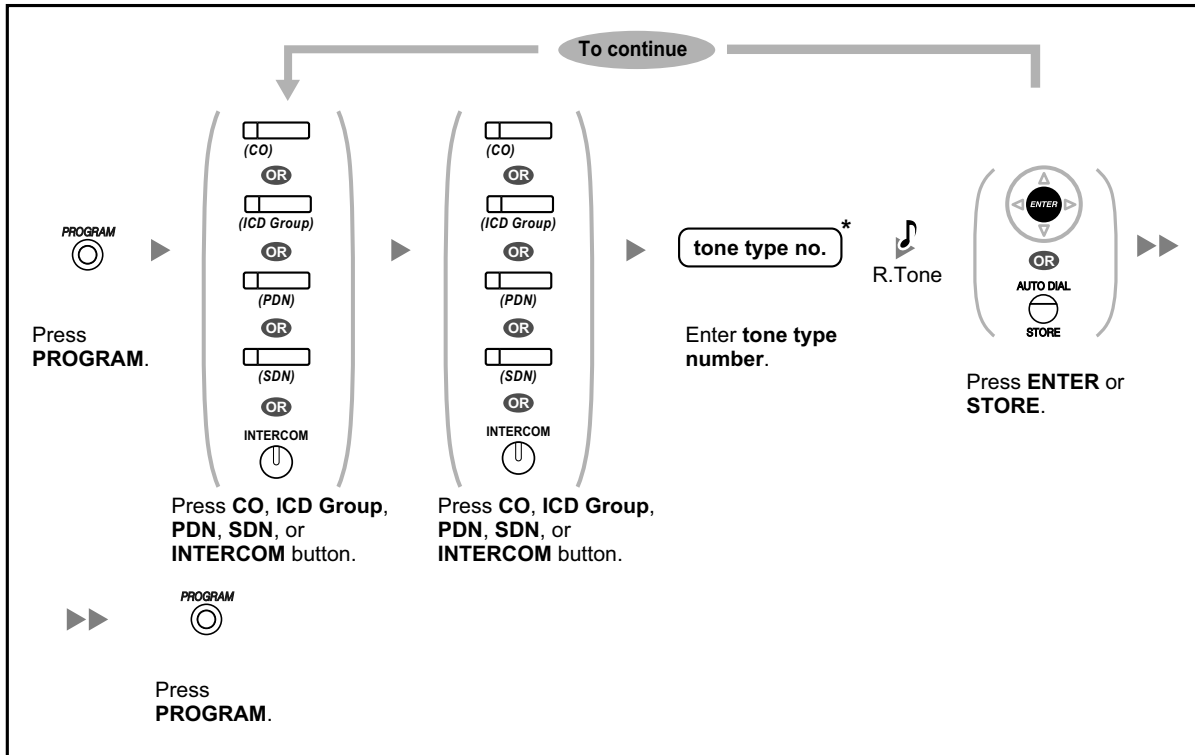 To continue
PROGRAM
Press
PROGRAM.
(CO)
OR
(ICD Group)
OR
(PDN)
OR
(SDN)
OR
INTERCOM
Press CO, ICD Group,
PDN, SDN, or
INTERCOM button.
(CO)
OR
(ICD Group)
OR
(PDN)
OR
(SDN)
OR
INTERCOM
Press CO, ICD Group,
PDN, SDN, or
INTERCOM button.
tone type no.*
Enter tone type
number.
R.Tone
ENTER
OR
AUTO DIAL
STORE
Press ENTER or
STORE.
PROGRAM
Press
PROGRAM.